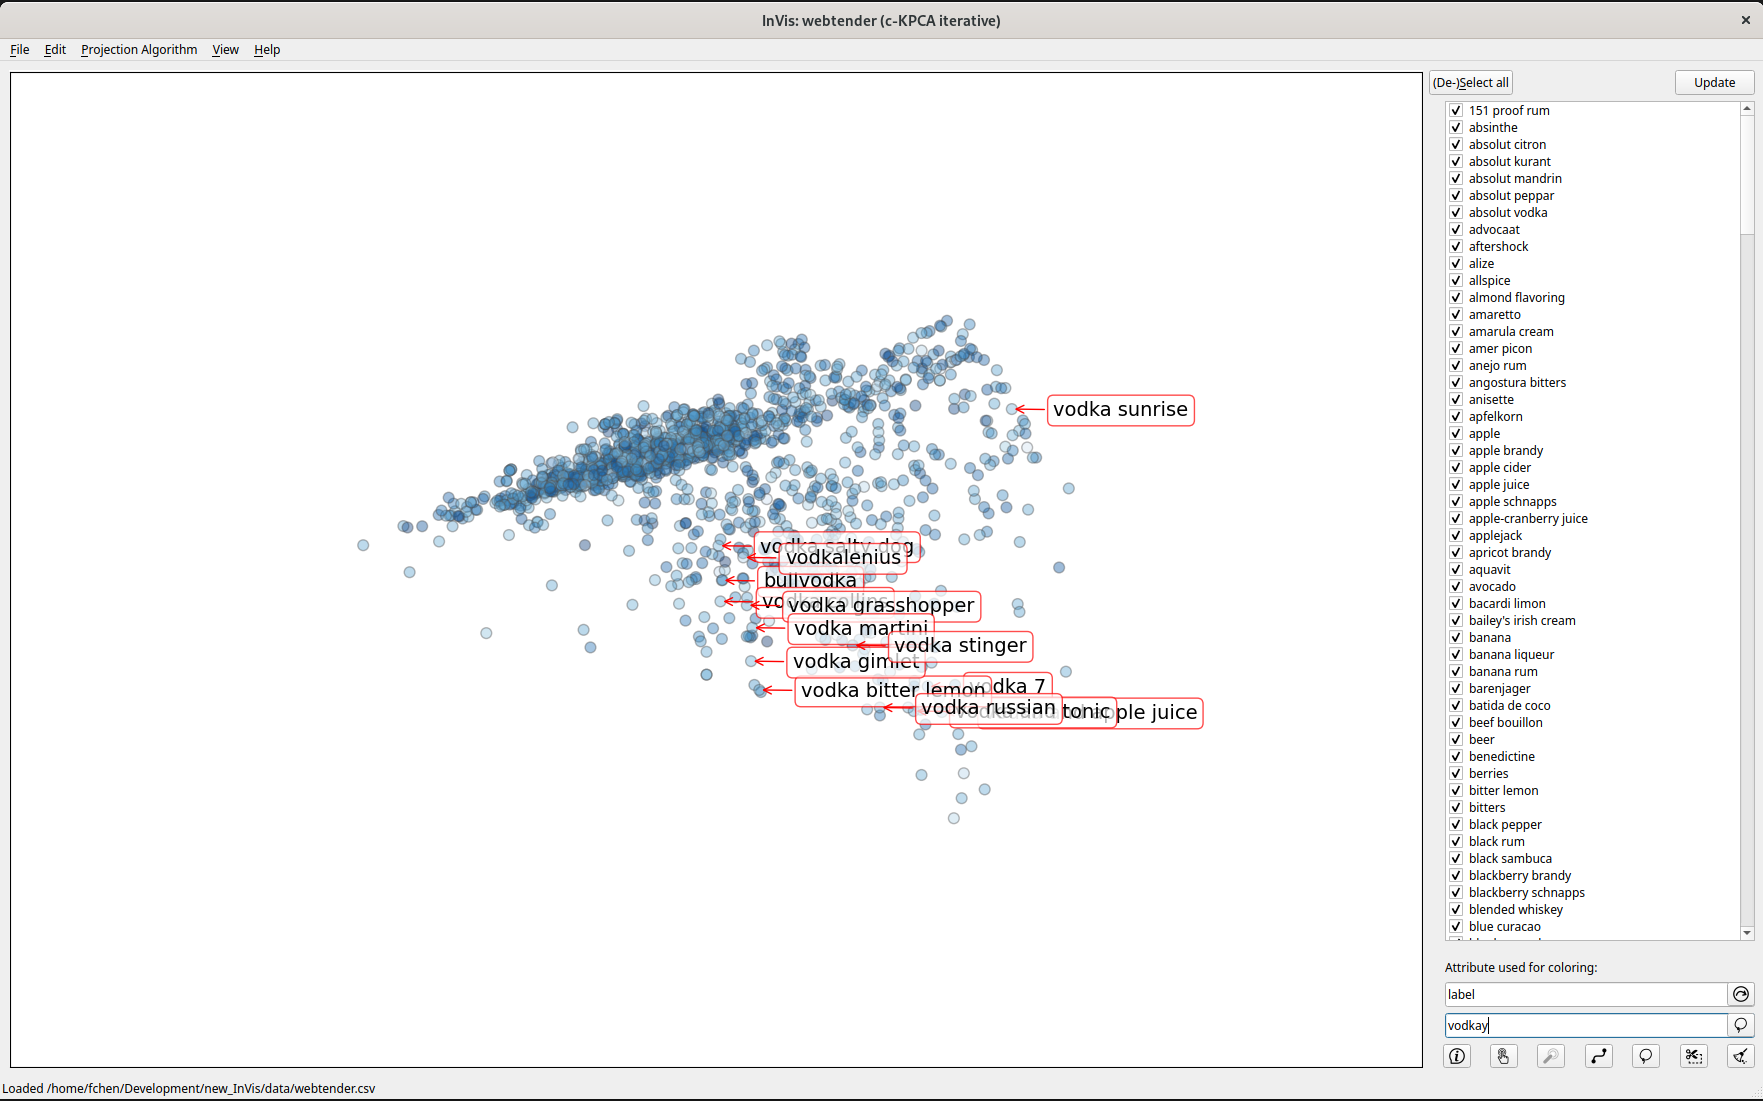 InVis: webtender (c-KPCA iterative)
File Edit Projection Algorithm View Help
(De-)Select all
Update
vodka sunrise
vodka salty dog
vodkalenius
bullvodka
vodka collins
vodka grasshopper
vodka martini
vodka stinger
vodka gimlet
vodka 7
vodka bitter lemon
vodka russian
tonic
apple juice
151 proof rum
absinthe
absolut citron
absolut kurant
absolut mandrin
absolut peppar
absolut vodka
advocaat
aftershock
alize
allspice
almond flavoring
amaretto
amarula cream
amer picon
anejo rum
angostura bitters
anisette
apfelkorn
apple
apple brandy
apple cider
apple juice
apple schnapps
apple-cranberry juice
applejack
apricot brandy
aquavit
avocado
bacardi limon
bailey's irish cream
banana
banana liqueur
banana rum
barenjager
batida de coco
beef bouillon
beer
benedictine
berries
bitter lemon
bitters
black pepper
black rum
black sambuca
blackberry brandy
blackberry schnapps
blended whiskey
blue curacao
Attribute used for coloring:
label
vodkay
Loaded /home/fchen/Development/new_InVis/data/webtender.csv